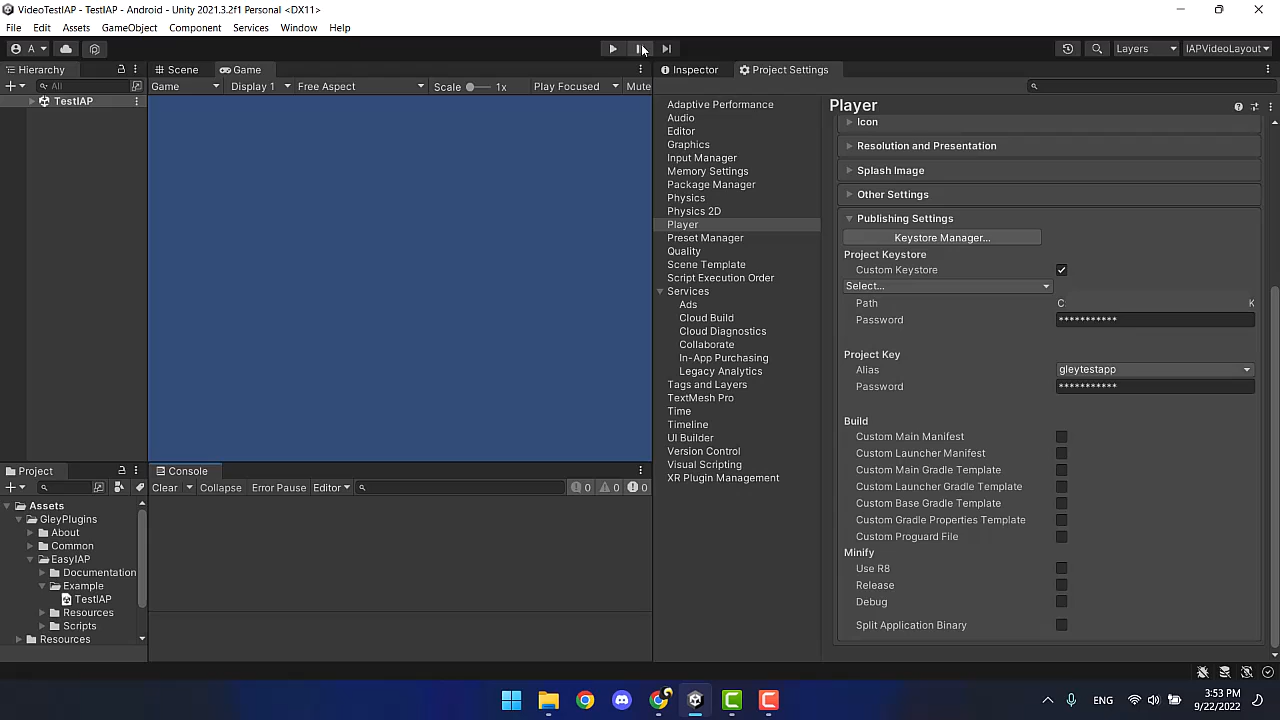 VideoTestIAP - TestIAP - Android - Unity 2021.3.2f1 Personal <DX11>
File Edit Assets GameObject Component Services Window Help
A Layers IAPVideoLayout
Hierarchy Scene Game Inspector Project Settings
All Game Display 1 Free Aspect Scale 1x Play Focused Mute
TestIAP
Adaptive Performance
Audio
Editor
Graphics
Input Manager
Memory Settings
Package Manager
Physics
Physics 2D
Player
Preset Manager
Quality
Scene Template
Script Execution Order
Services
Ads
Cloud Build
Cloud Diagnostics
Collaborate
In-App Purchasing
Legacy Analytics
Tags and Layers
TextMesh Pro
Time
Timeline
UI Builder
Version Control
Visual Scripting
XR Plugin Management
Player
Icon
Resolution and Presentation
Splash Image
Other Settings
Publishing Settings
Keystore Manager...
Project Keystore
Custom Keystore
Select...
Path C K
Password ***********
Project Key
Alias gleytestapp
Password ***********
Build
Custom Main Manifest
Custom Launcher Manifest
Custom Main Gradle Template
Custom Launcher Gradle Template
Custom Base Gradle Template
Custom Gradle Properties Template
Custom Proguard File
Minify
Use R8
Release
Debug
Split Application Binary
Project
Assets
GleyPlugins
About
Common
EasyIAP
Documentation
Example
TestIAP
Resources
Scripts
Resources
Console
Clear Collapse Error Pause Editor 0 0 0
ENG
3:53 PM
9/22/2022